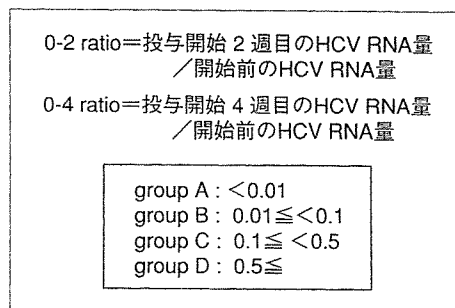 0-2 ratio＝投与開始 2 週目のHCV RNA量
／開始前のHCV RNA量
0-4 ratio＝投与開始 4 週目のHCV RNA量
／開始前のHCV RNA量
group A : ＜0.01
group B : 0.01≦＜0.1
group C : 0.1≦ ＜0.5
group D : 0.5≦